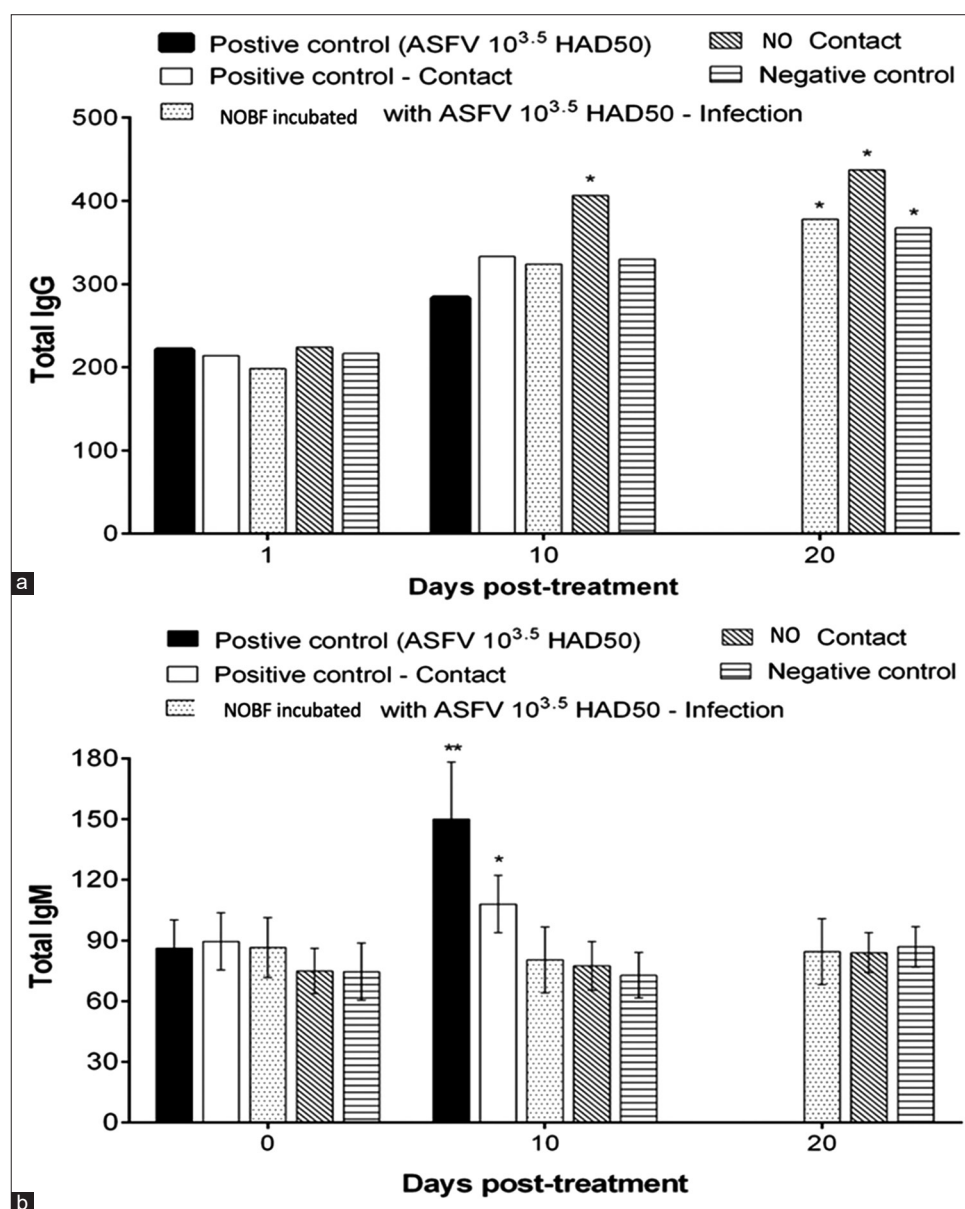 Postive control (ASFV 10^3.5 HAD50)
NO Contact
Positive control - Contact
Negative control
NOBF incubated with ASFV 10^3.5 HAD50 - Infection
500
400
300
200
100
0
Total IgG
*
*
*
*
1
10
20
Days post-treatment
a
Postive control (ASFV 10^3.5 HAD50)
NO Contact
Positive control - Contact
Negative control
NOBF incubated with ASFV 10^3.5 HAD50 - Infection
180
150
120
90
60
30
0
Total IgM
**
*
0
10
20
Days post-treatment
b